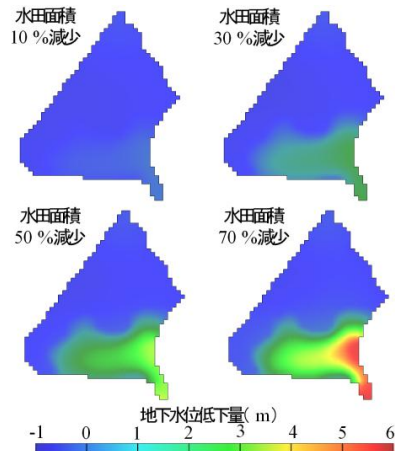 水田面積
10 %減少
水田面積
30 %減少
水田面積
50 %減少
水田面積
70 %減少
地下水位低下量( m)
-1 0 1 2 3 4 5 6